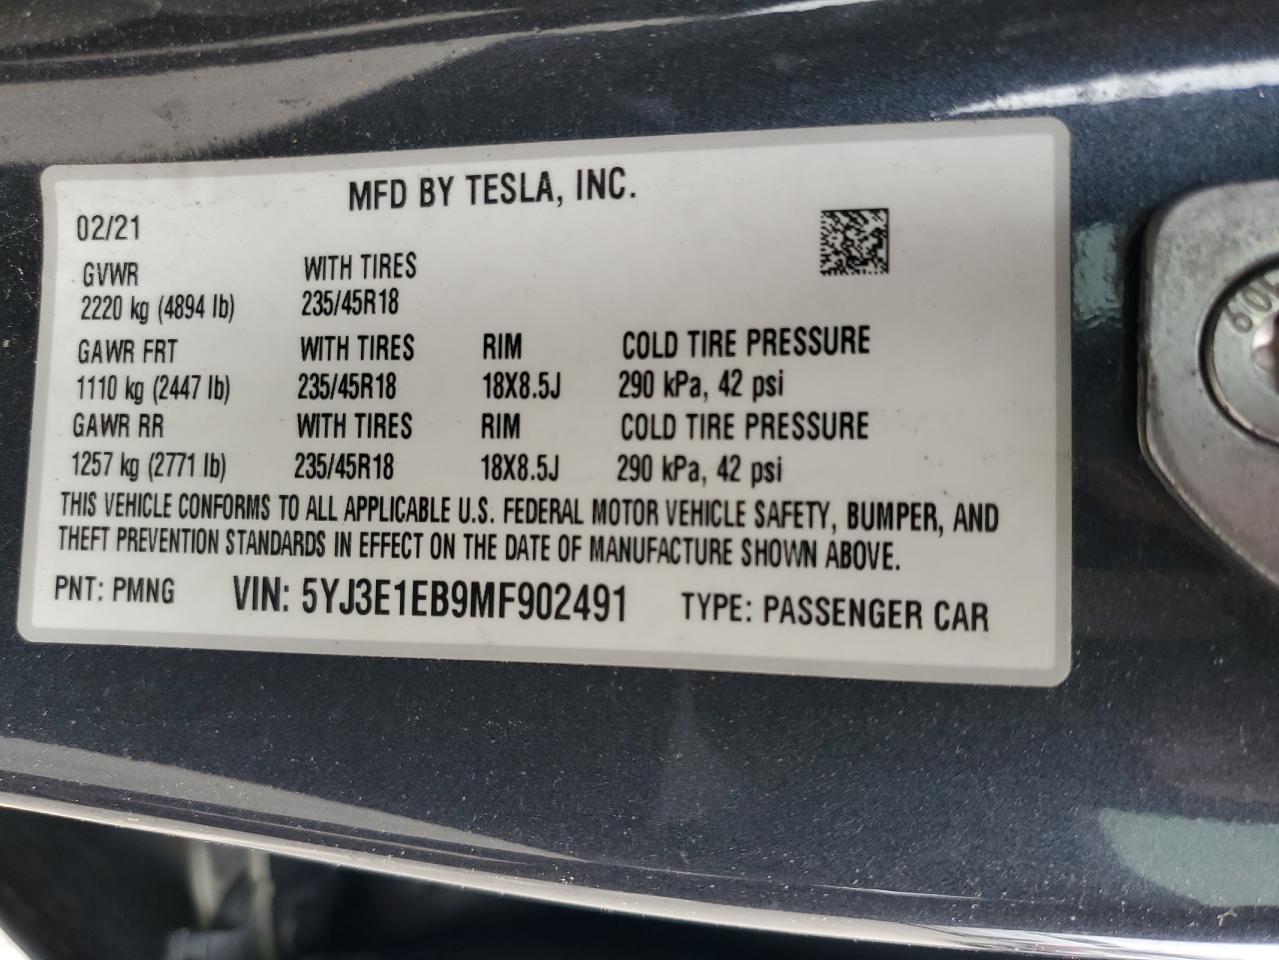 MFD BY TESLA, INC.
02/21
GVWR WITH TIRES
2220 kg (4894 lb) 235/45R18
GAWR FRT WITH TIRES RIM COLD TIRE PRESSURE
1110 kg (2447 lb) 235/45R18 18X8.5J 290 kPa, 42 psi
GAWR RR WITH TIRES RIM COLD TIRE PRESSURE
1257 kg (2771 lb) 235/45R18 18X8.5J 290 kPa, 42 psi
THIS VEHICLE CONFORMS TO ALL APPLICABLE U.S. FEDERAL MOTOR VEHICLE SAFETY, BUMPER, AND
THEFT PREVENTION STANDARDS IN EFFECT ON THE DATE OF MANUFACTURE SHOWN ABOVE.
PNT: PMNG VIN: 5YJ3E1EB9MF902491 TYPE: PASSENGER CAR